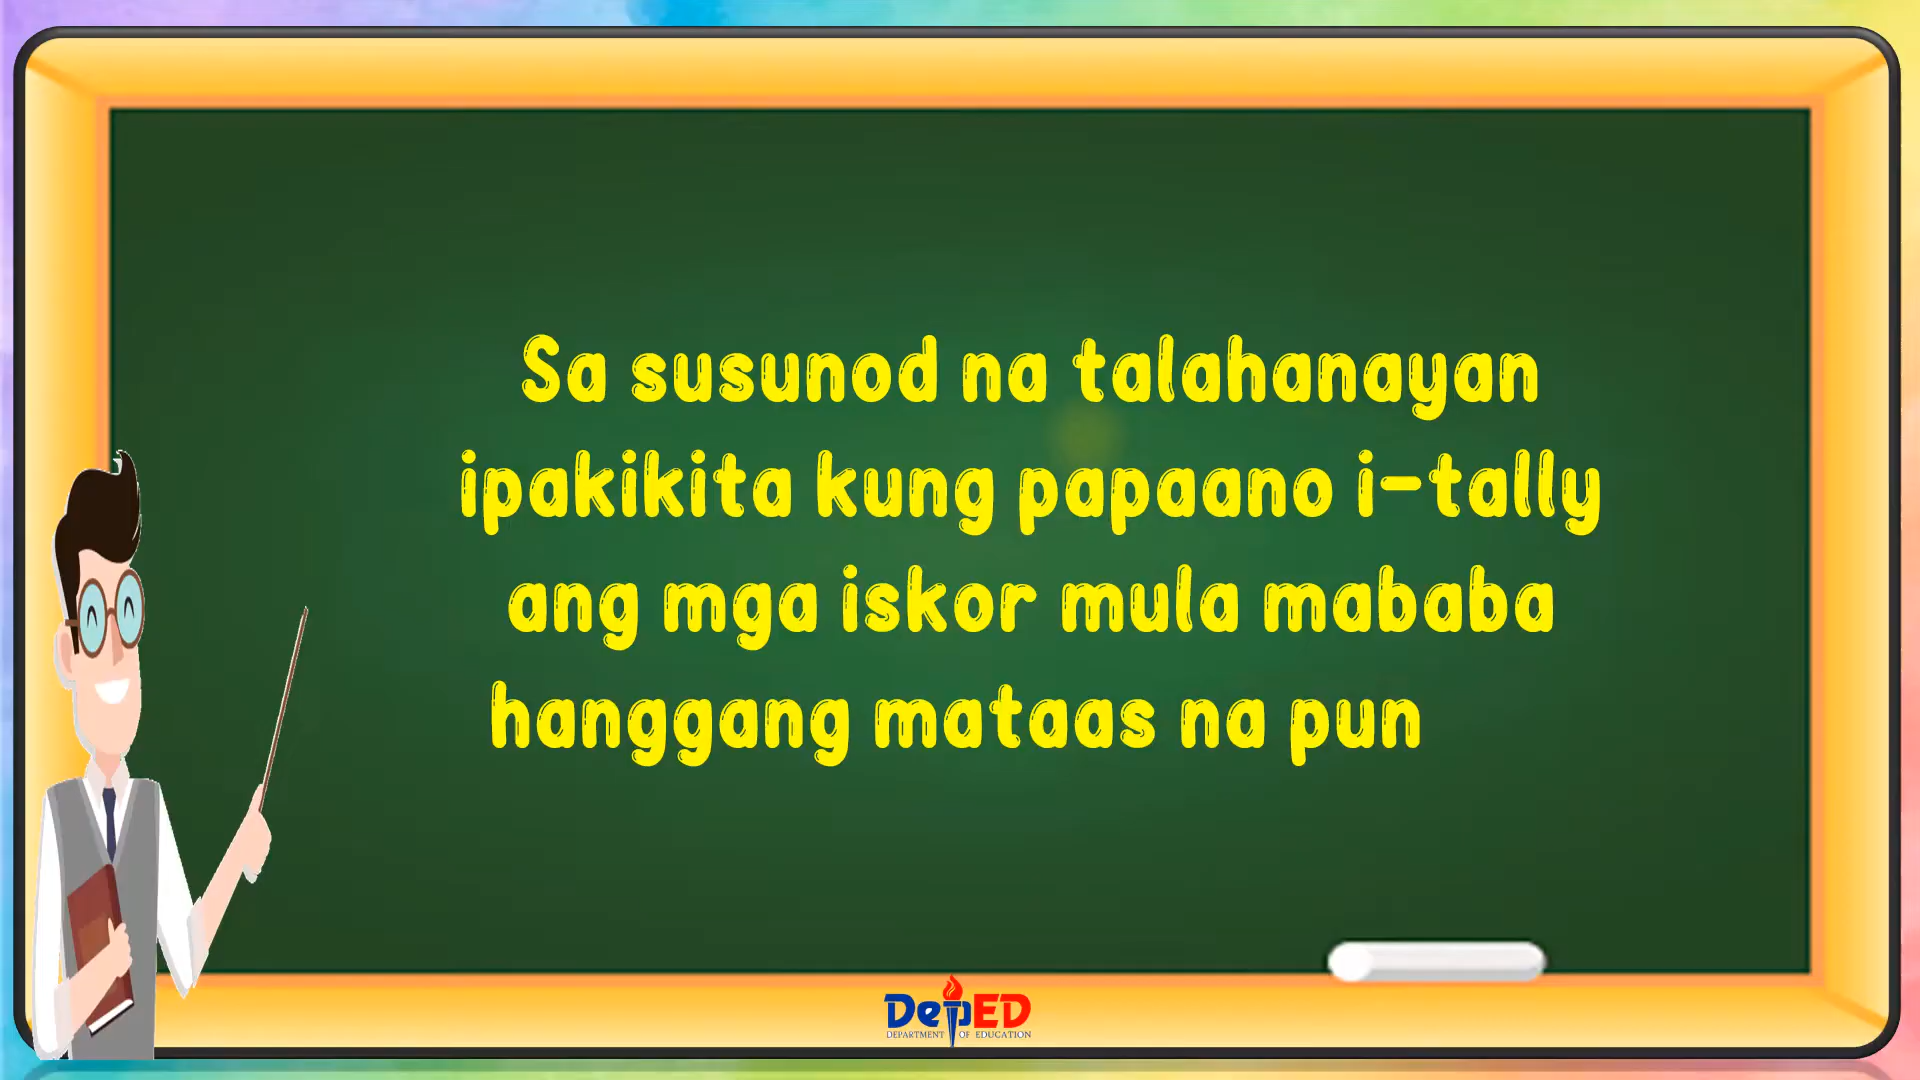 Sa susunod na talahanayan
ipakikita kung papaano i-tally
ang mga iskor mula mababa
hanggang mataas na pun
DepED
DEPARTMENT OF EDUCATION